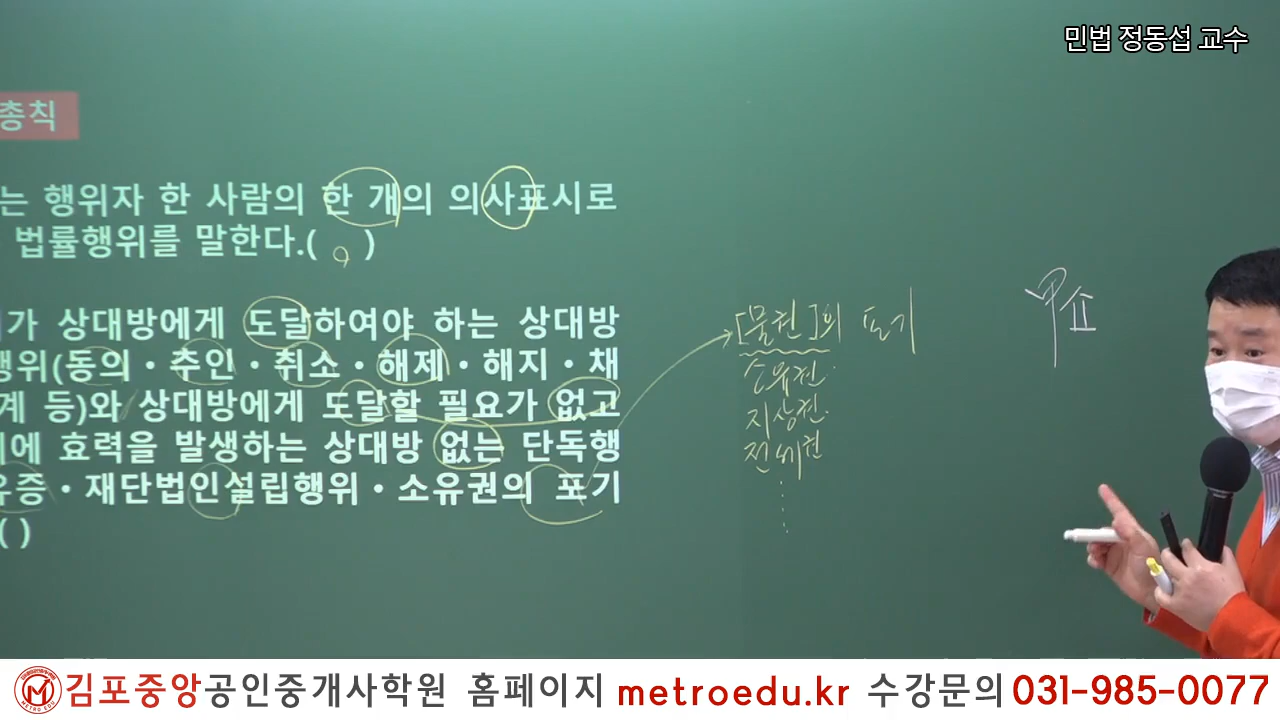 민법 정동섭 교수
총칙
는 행위자 한 사람의 한 개의 의사표시로
법률행위를 말한다.( o )
가 상대방에게 도달하여야 하는 상대방
행위(동의・추인・취소・해제・해지・채
계 등)와 상대방에게 도달할 필요가 없고
에 효력을 발생하는 상대방 없는 단독행
유증・재단법인설립행위・소유권의 포기
( )
[물권]의 포기
소유권
지상권
전세권
甲
METRO EDU
김포중앙공인중개사학원 홈페이지 metroedu.kr 수강문의 031-985-0077